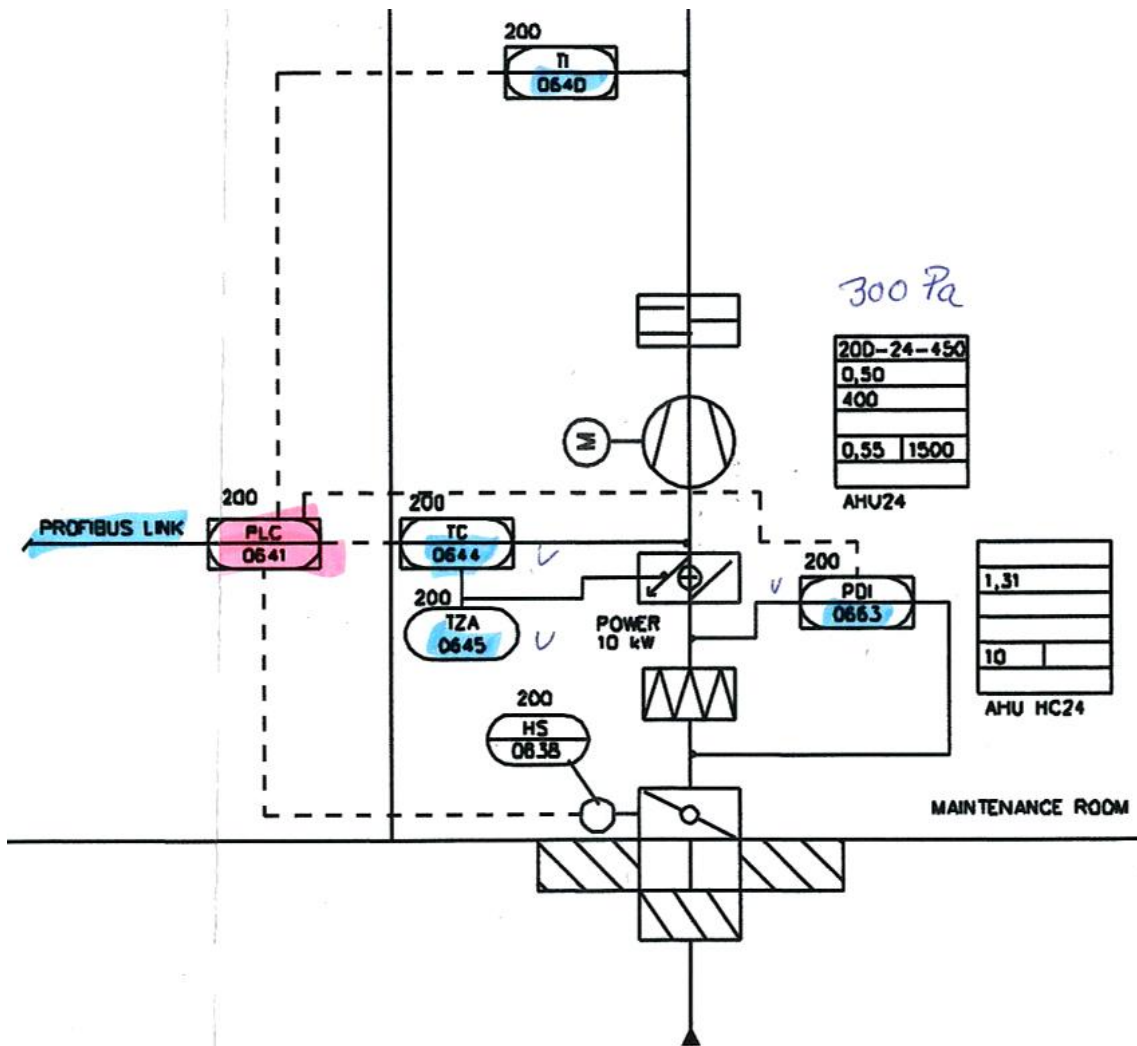 200
TI
0640
300 Pa
20D-24-450
0,50
400
0,55 1500
AHU24
M
200
PROFIBUS LINK
PLC
0641
200
TC
0644
200
TZA
0645
POWER
10 kW
200
PDI
0663
1,31
10
AHU HC24
200
HS
0638
MAINTENANCE ROOM